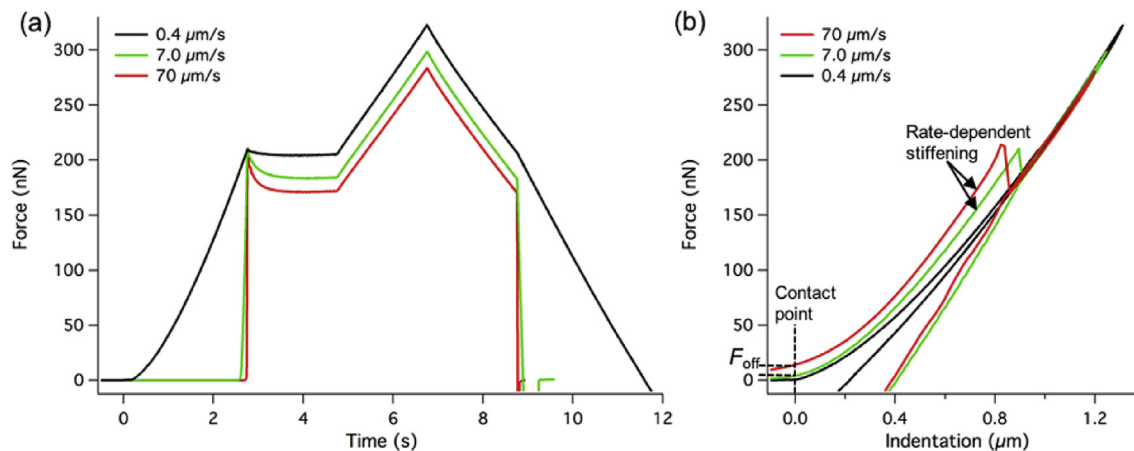 (a)
0.4 µm/s
7.0 µm/s
70 µm/s
300
250
200
150
100
50
0
Force (nN)
0
2
4
6
8
10
12
Time (s)
(b)
70 µm/s
7.0 µm/s
0.4 µm/s
Rate-dependent
stiffening
Contact
point
Foff
300
250
200
150
100
50
0
Force (nN)
0.0
0.4
0.8
1.2
Indentation (µm)